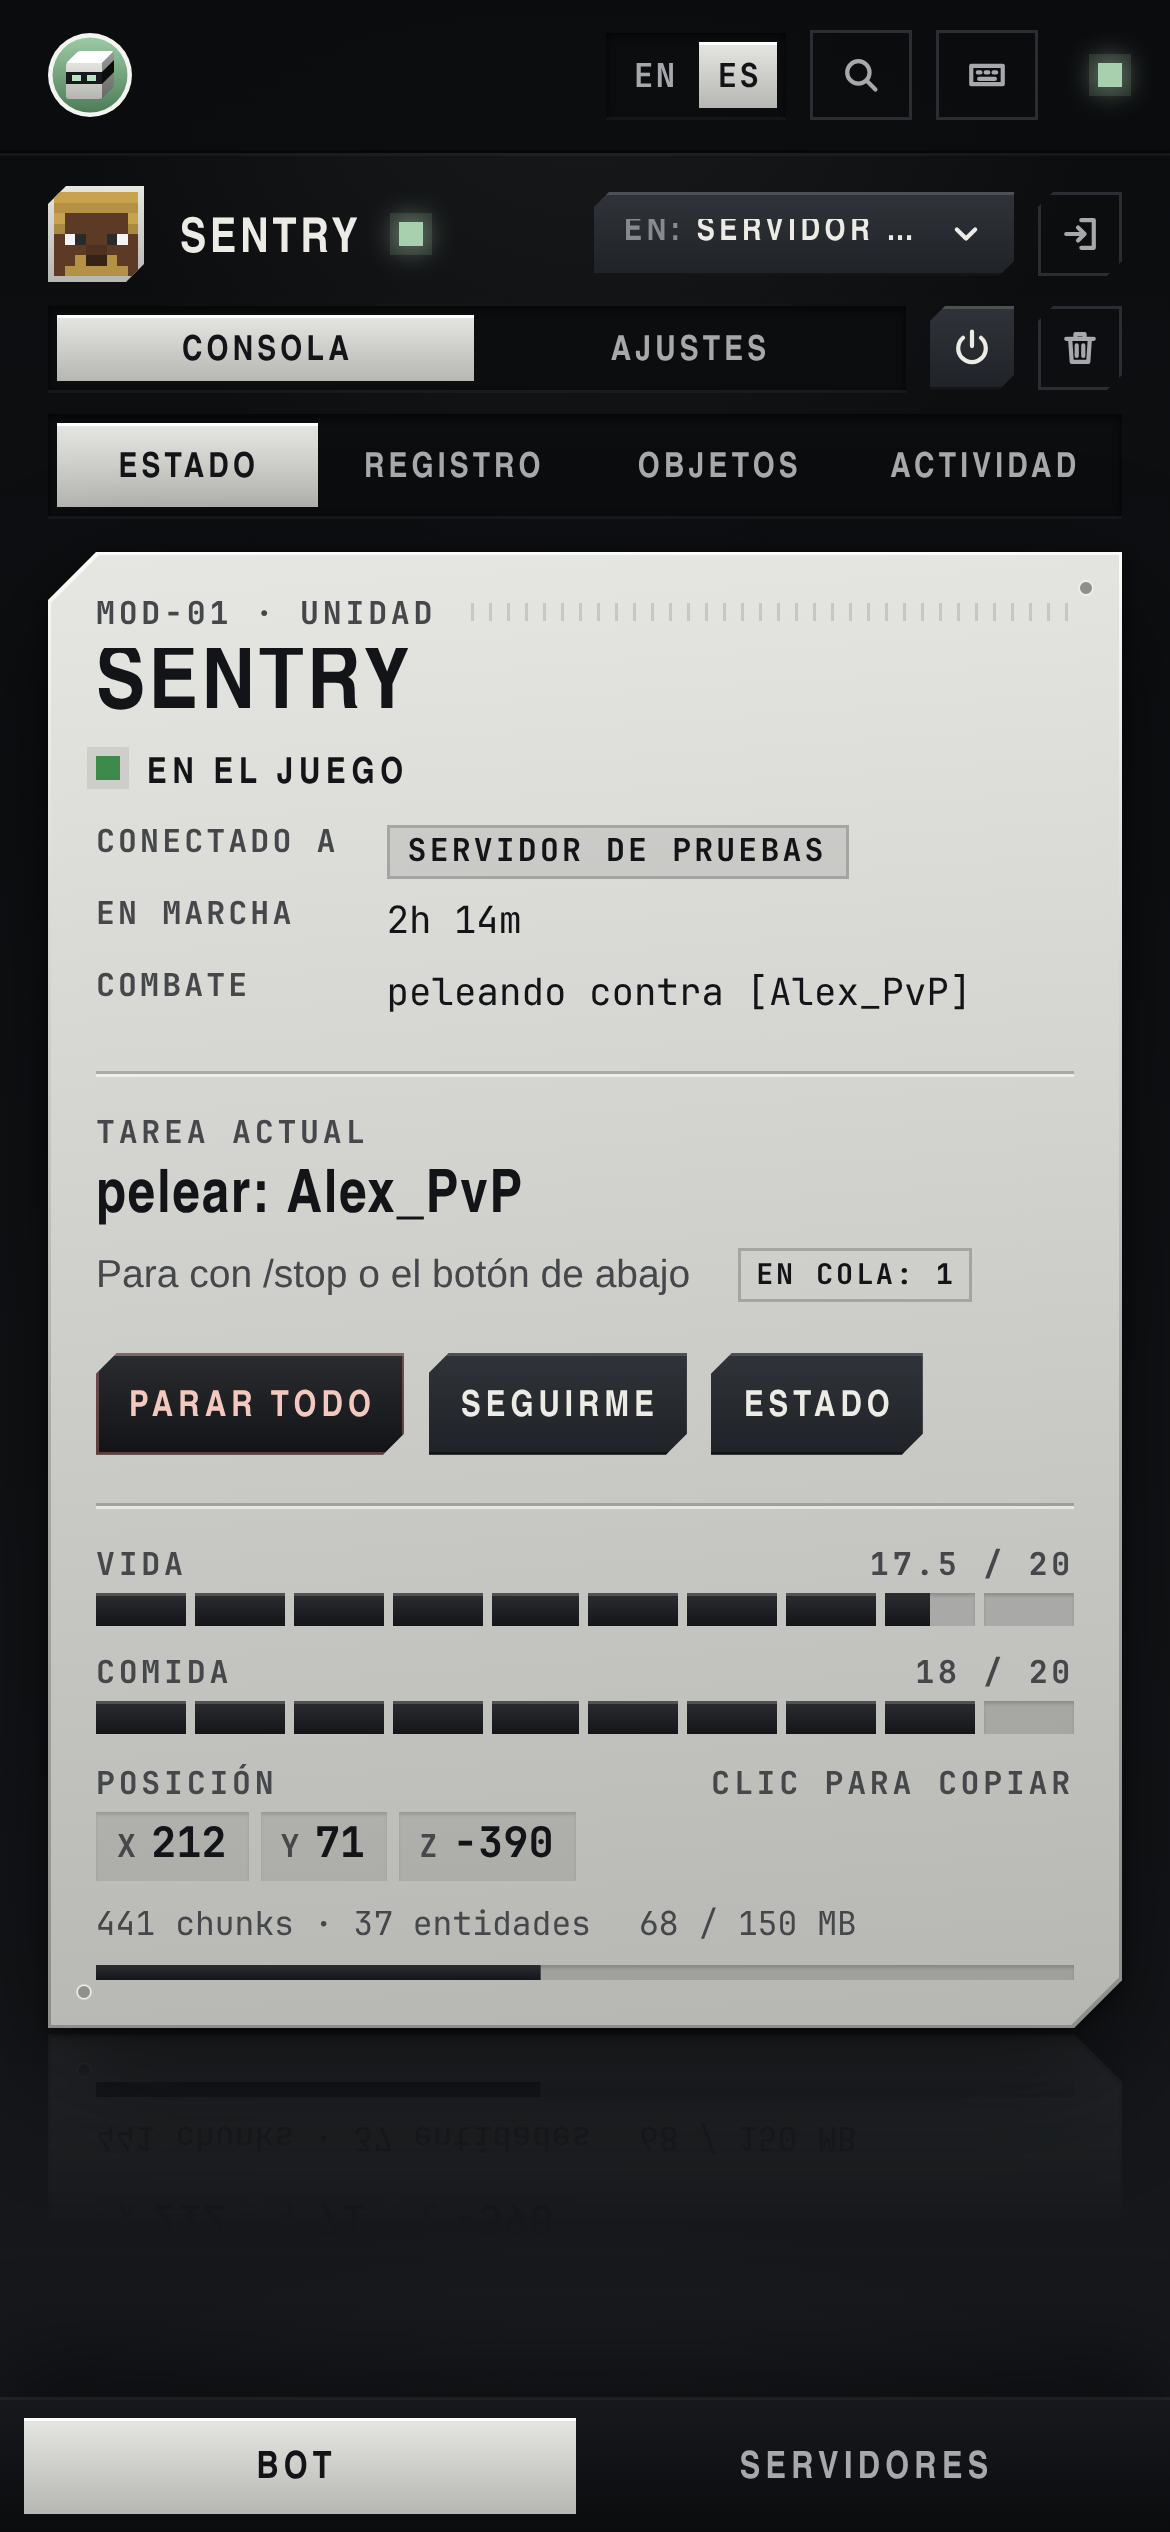 EN ES
SENTRY
EN: SERVIDOR ...
CONSOLA AJUSTES
ESTADO REGISTRO OBJETOS ACTIVIDAD
MOD-01 · UNIDAD
SENTRY
EN EL JUEGO
CONECTADO A SERVIDOR DE PRUEBAS
EN MARCHA 2h 14m
COMBATE peleando contra [Alex_PvP]
TAREA ACTUAL
pelear: Alex_PvP
Para con /stop o el botón de abajo EN COLA: 1
PARAR TODO SEGUIRME ESTADO
VIDA 17.5 / 20
COMIDA 18 / 20
POSICIÓN CLIC PARA COPIAR
X 212 Y 71 Z -390
441 chunks · 37 entidades 68 / 150 MB
BOT SERVIDORES